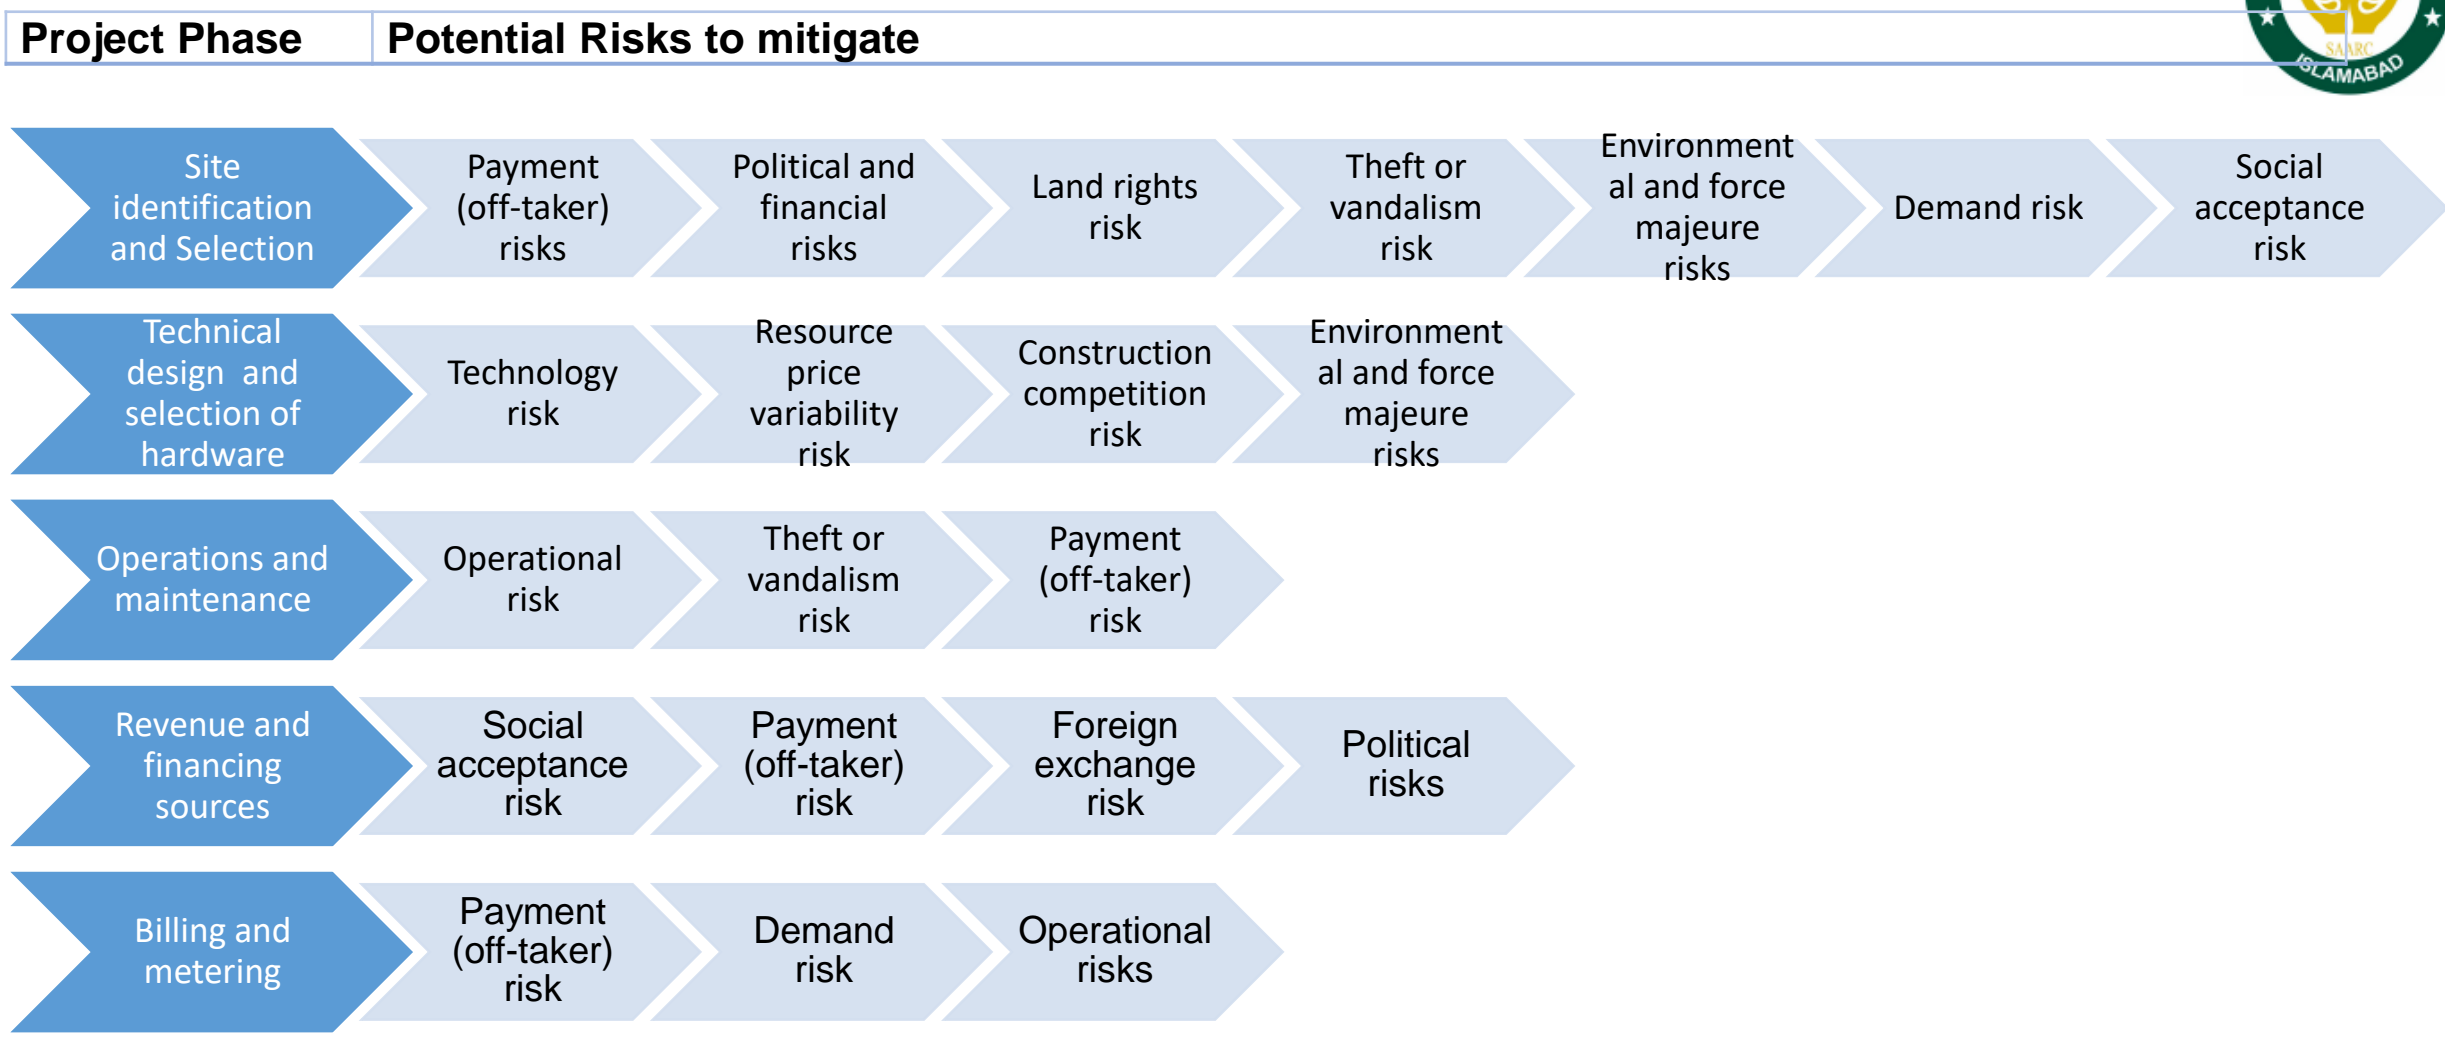 Project Phase
Potential Risks to mitigate
SAARC
ISLAMABAD
Site
identification
and Selection
Payment
(off-taker)
risks
Political and
financial
risks
Land rights
risk
Theft or
vandalism
risk
Environment
al and force
majeure
risks
Demand risk
Social
acceptance
risk
Technical
design and
selection of
hardware
Technology
risk
Resource
price
variability
risk
Construction
competition
risk
Environment
al and force
majeure
risks
Operations and
maintenance
Operational
risk
Theft or
vandalism
risk
Payment
(off-taker)
risk
Revenue and
financing
sources
Social
acceptance
risk
Payment
(off-taker)
risk
Foreign
exchange
risk
Political
risks
Billing and
metering
Payment
(off-taker)
risk
Demand
risk
Operational
risks